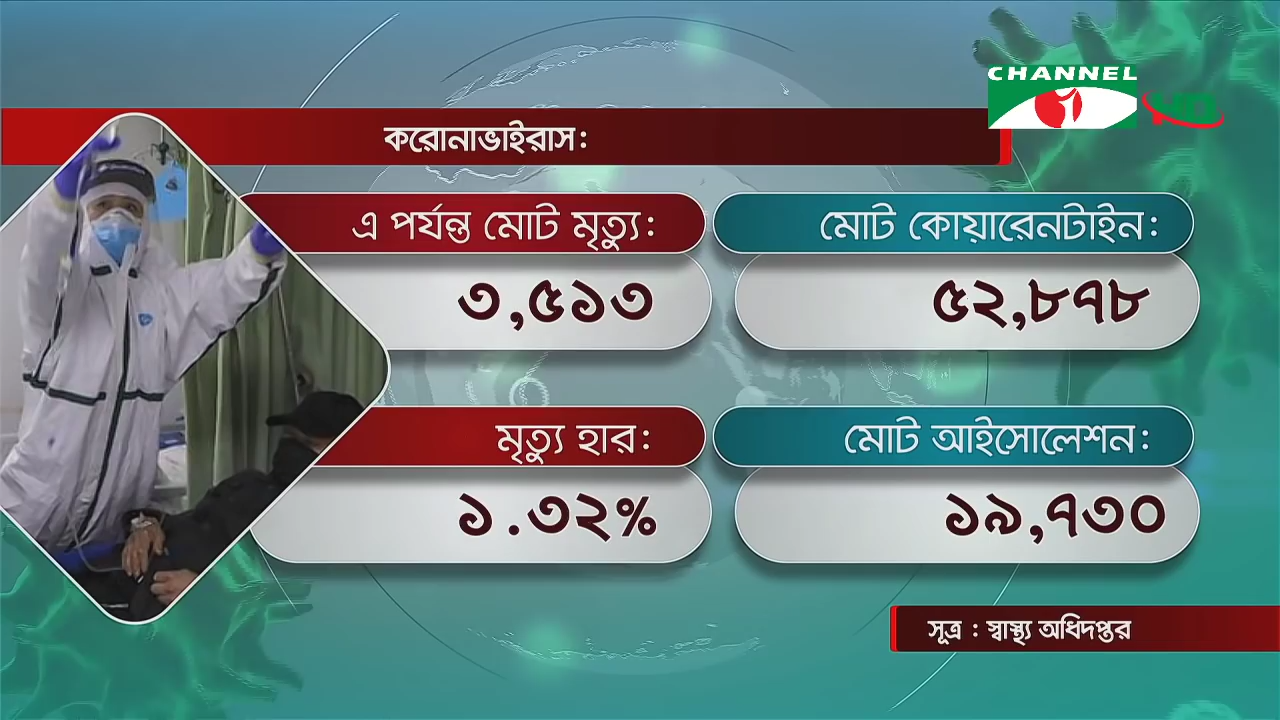 CHANNEL
HD
করোনাভাইরাস:
এ পর্যন্ত মোট মৃত্যু:
৩,৫১৩
মোট কোয়ারেনটাইন:
৫২,৮৭৮
মৃত্যু হার:
১.৩২%
মোট আইসোলেশন:
১৯,৭৩০
সূত্র : স্বাস্থ্য অধিদপ্তর